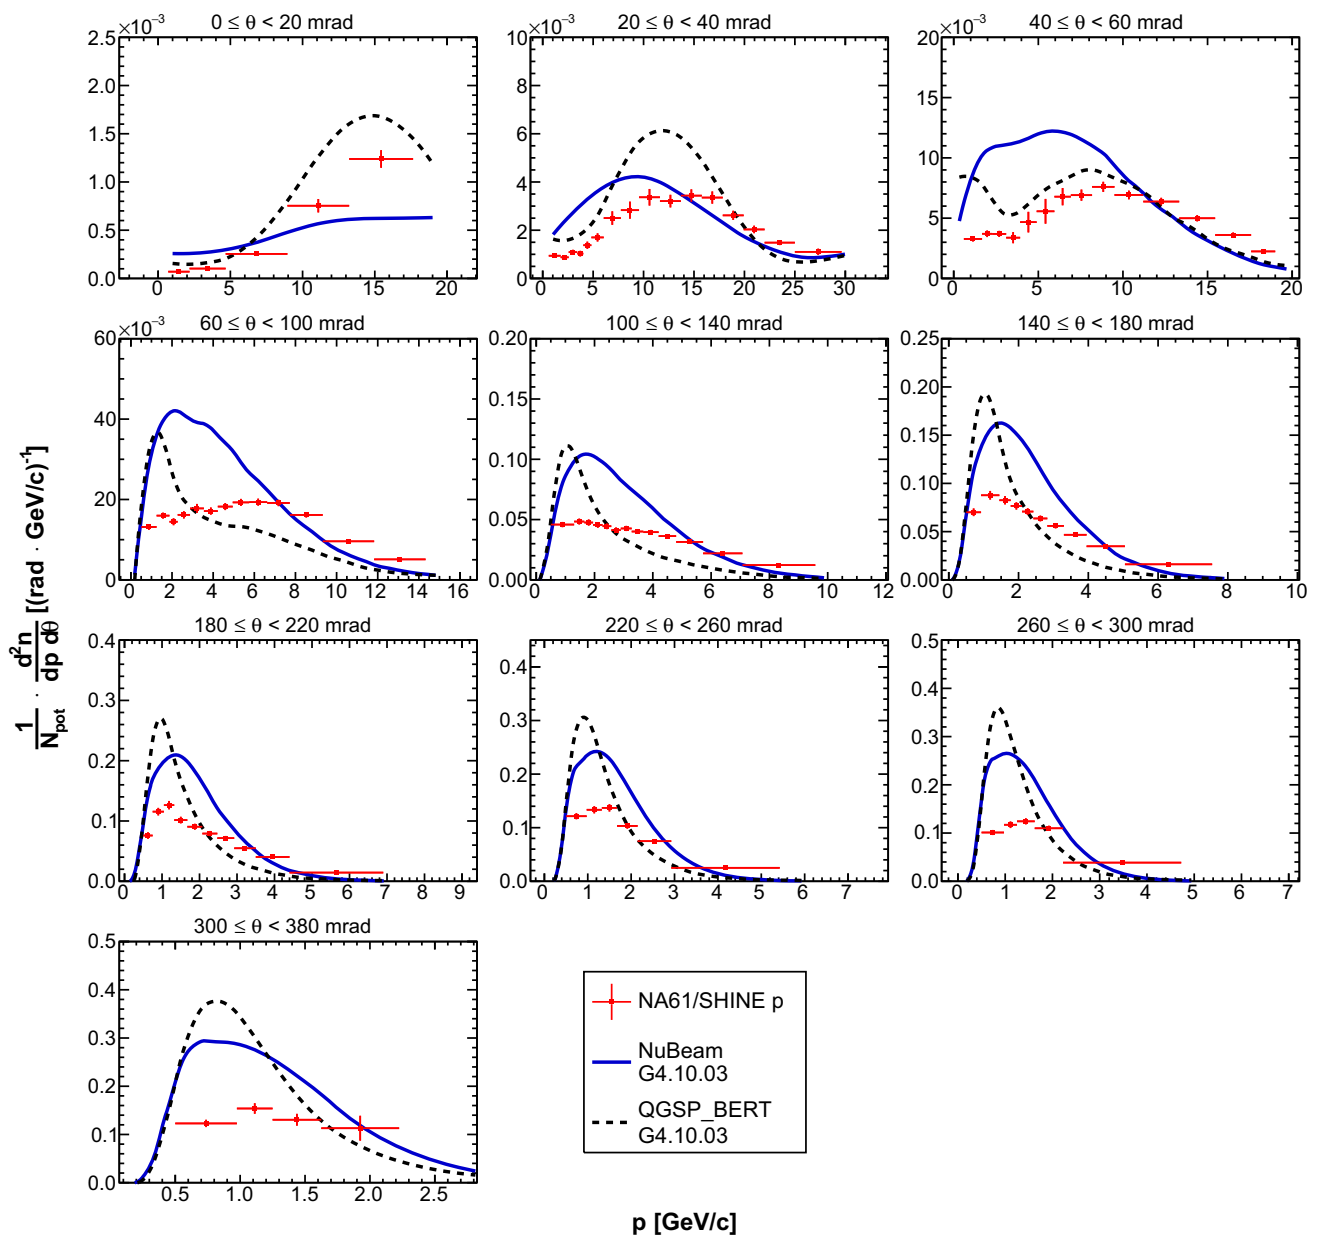 ×10⁻³ 0 ≤ θ < 20 mrad
2.5
2.0
1.5
1.0
0.5
0.0
0 5 10 15 20
×10⁻³ 20 ≤ θ < 40 mrad
10
8
6
4
2
0
0 5 10 15 20 25 30
×10⁻³ 40 ≤ θ < 60 mrad
20
15
10
5
0
0 5 10 15 20
×10⁻³ 60 ≤ θ < 100 mrad
60
40
20
0
0 2 4 6 8 10 12 14 16
100 ≤ θ < 140 mrad
0.20
0.15
0.10
0.05
0.00
0 2 4 6 8 10 12
140 ≤ θ < 180 mrad
0.25
0.20
0.15
0.10
0.05
0.00
0 2 4 6 8 10
180 ≤ θ < 220 mrad
0.4
0.3
0.2
0.1
0.0
0 1 2 3 4 5 6 7 8 9
220 ≤ θ < 260 mrad
0.4
0.3
0.2
0.1
0.0
0 1 2 3 4 5 6 7
260 ≤ θ < 300 mrad
0.5
0.4
0.3
0.2
0.1
0.0
0 1 2 3 4 5 6 7
300 ≤ θ < 380 mrad
0.5
0.4
0.3
0.2
0.1
0.0
0.5 1.0 1.5 2.0 2.5
NA61/SHINE p
NuBeam
G4.10.03
QGSP_BERT
G4.10.03
1/N_pot · d²n/dp dθ [(rad · GeV/c)⁻¹]
p [GeV/c]